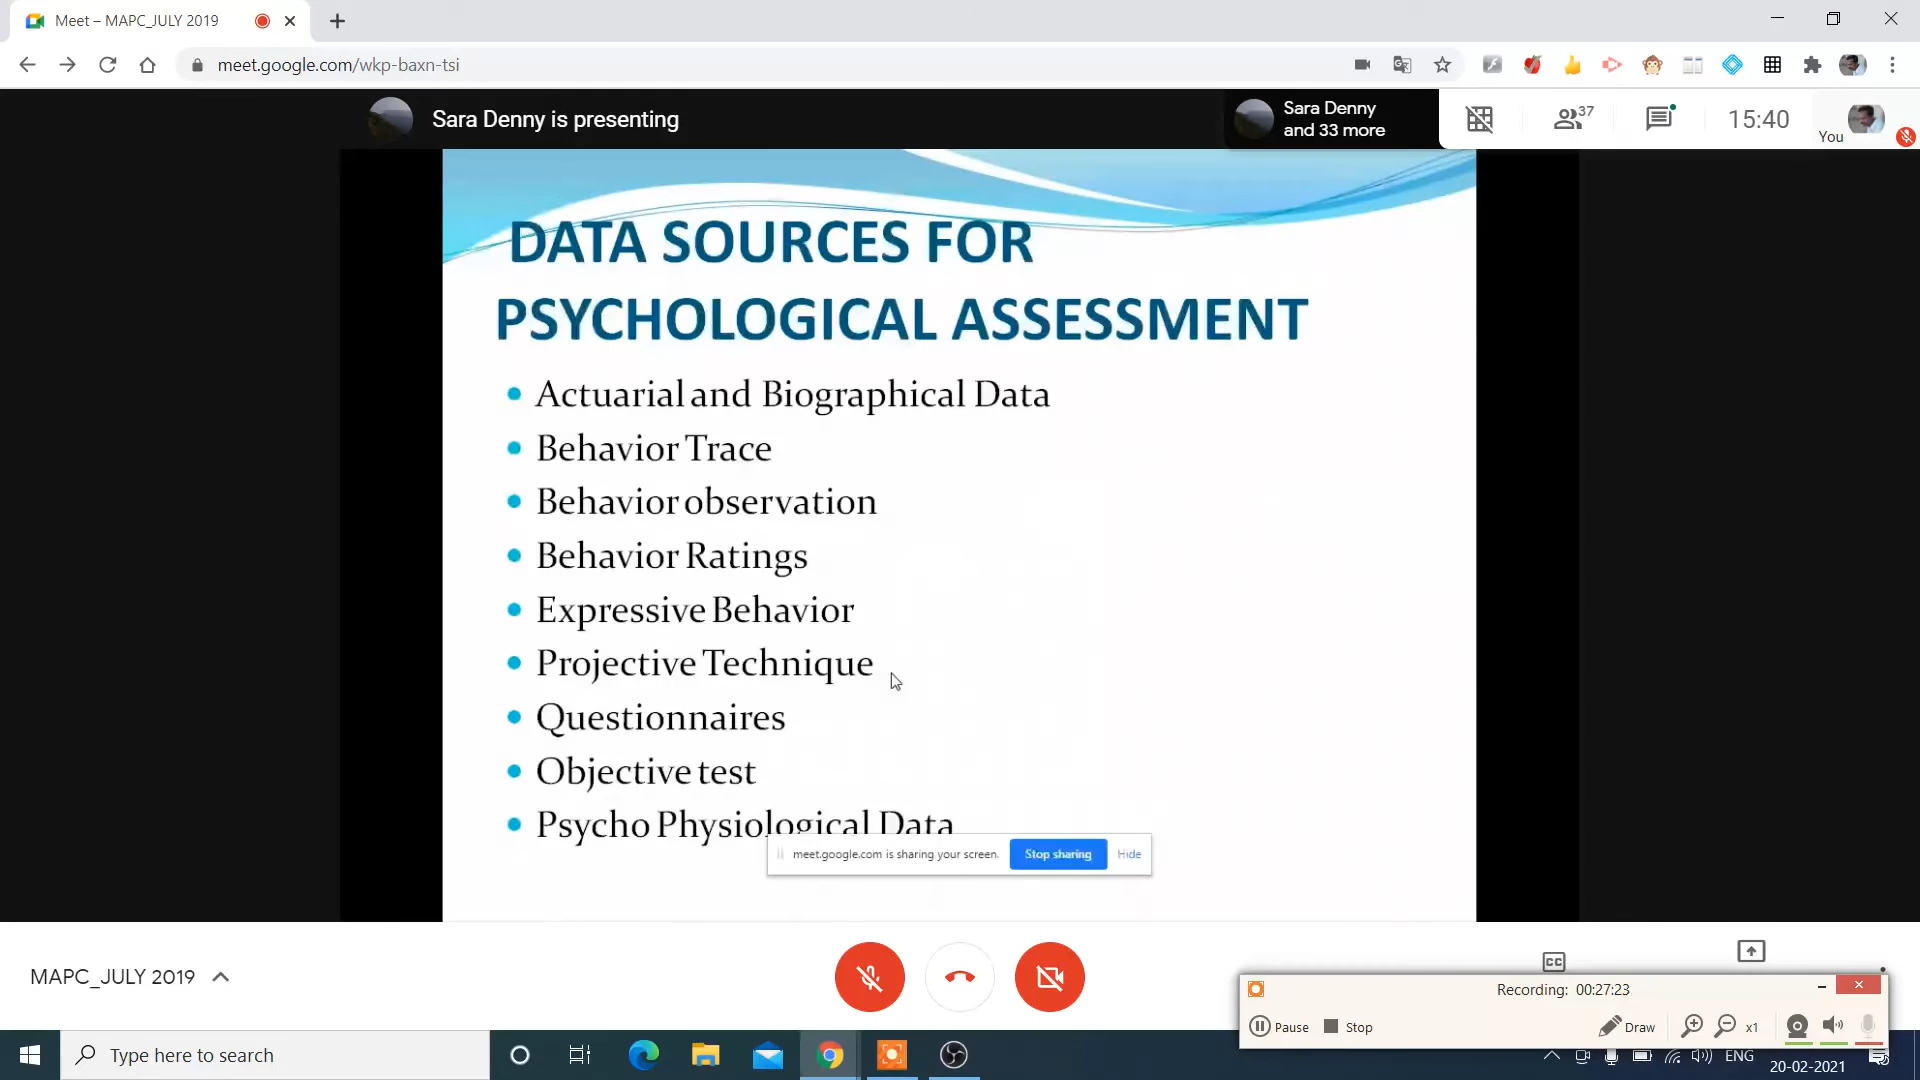 Meet – MAPC_JULY 2019
meet.google.com/wkp-baxn-tsi
Sara Denny is presenting
Sara Denny
and 33 more
37
15:40
You
DATA SOURCES FOR
PSYCHOLOGICAL ASSESSMENT
Actuarial and Biographical Data
Behavior Trace
Behavior observation
Behavior Ratings
Expressive Behavior
Projective Technique
Questionnaires
Objective test
Psycho Physiological Data
meet.google.com is sharing your screen.
Stop sharing
Hide
MAPC_JULY 2019
CC
Recording: 00:27:23
Pause
Stop
Draw
x1
Type here to search
ENG
20-02-2021